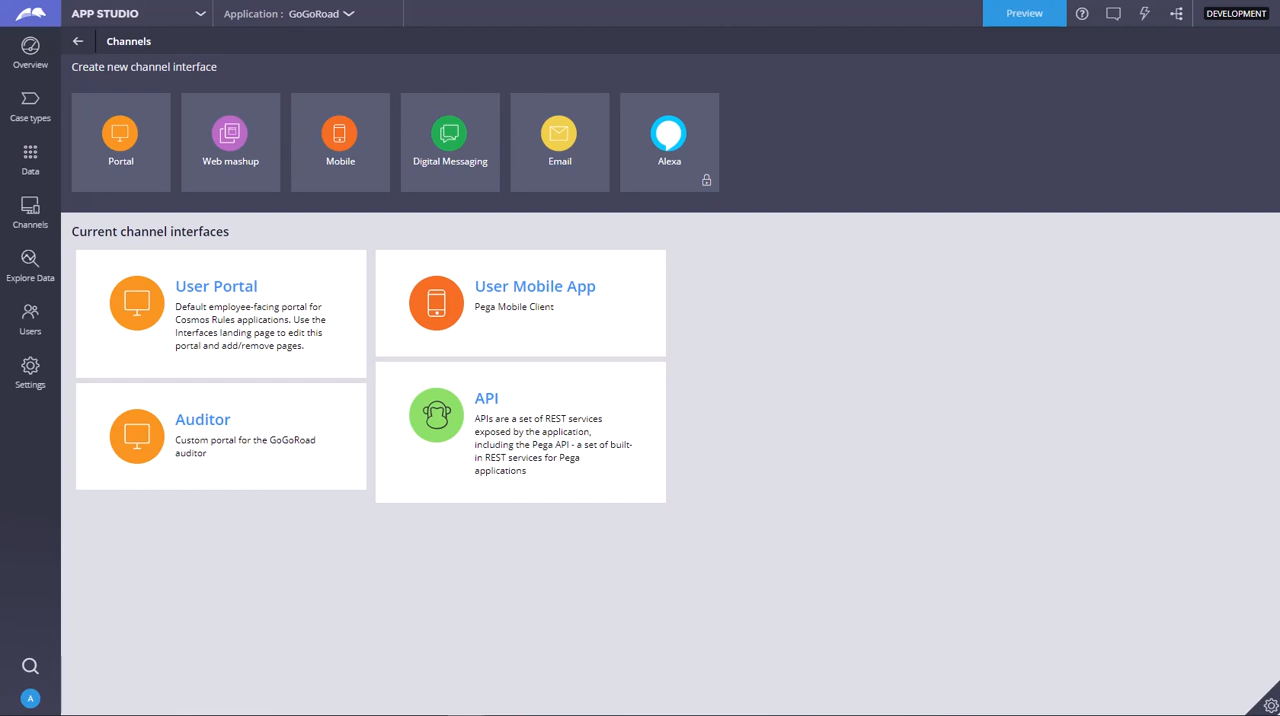 APP STUDIO
Application : GoGoRoad
Preview
DEVELOPMENT
Channels
Overview
Case types
Data
Channels
Explore Data
Users
Settings
A
Create new channel interface
Portal
Web mashup
Mobile
Digital Messaging
Email
Alexa
Current channel interfaces
User Portal
Default employee-facing portal for
Cosmos Rules applications. Use the
Interfaces landing page to edit this
portal and add/remove pages.
User Mobile App
Pega Mobile Client
Auditor
Custom portal for the GoGoRoad
auditor
API
APIs are a set of REST services
exposed by the application,
including the Pega API - a set of built-
in REST services for Pega
applications